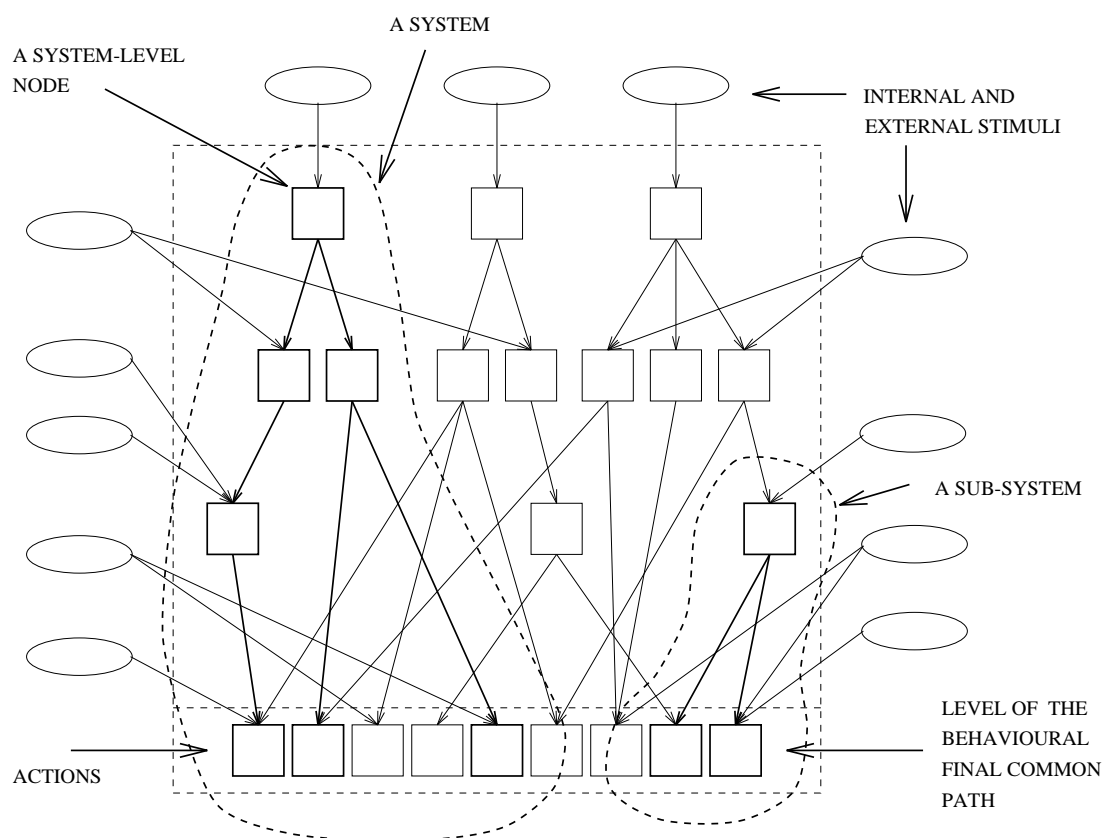 A SYSTEM
A SYSTEM-LEVEL
NODE
INTERNAL AND
EXTERNAL STIMULI
A SUB-SYSTEM
LEVEL OF THE
BEHAVIOURAL
FINAL COMMON
PATH
ACTIONS